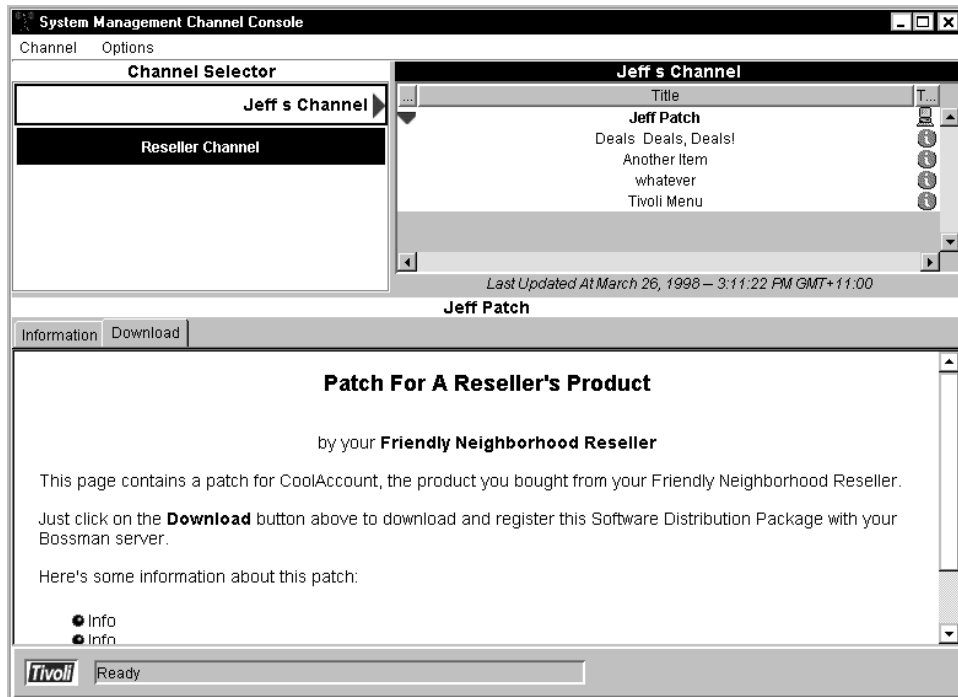 System Management Channel Console
Channel Options
Channel Selector
Jeff s Channel
Reseller Channel
Jeff s Channel
... Title T...
Jeff Patch
Deals Deals, Deals!
Another Item
whatever
Tivoli Menu
Last Updated At March 26, 1998 – 3:11:22 PM GMT+11:00
Jeff Patch
Information Download
Patch For A Reseller's Product
by your Friendly Neighborhood Reseller
This page contains a patch for CoolAccount, the product you bought from your Friendly Neighborhood Reseller.
Just click on the Download button above to download and register this Software Distribution Package with your
Bossman server.
Here's some information about this patch:
Info
Info
Tivoli Ready